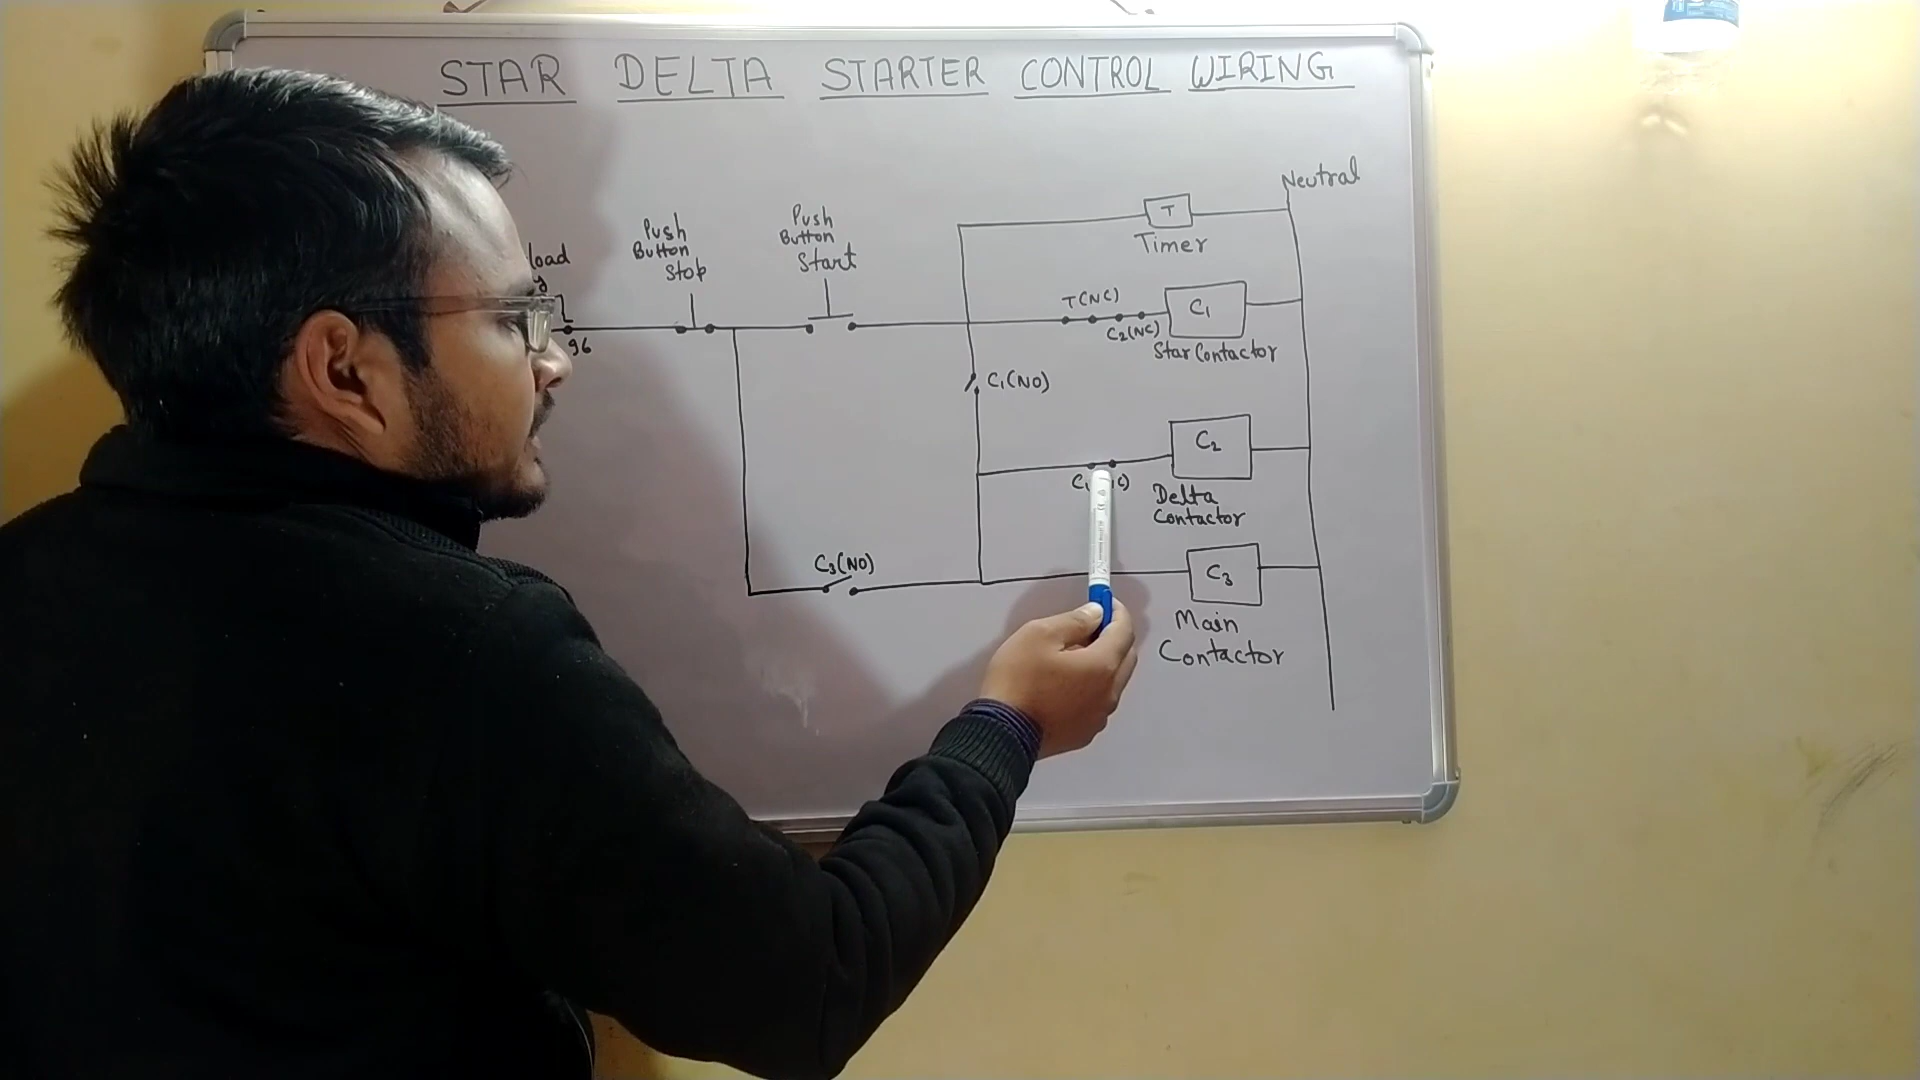 STAR DELTA STARTER CONTROL WIRING
Neutral
Push
Button
Stop
Push
Button
Start
T
Timer
96
T(NC)
C2(NC)
C1
Star Contactor
C1(NO)
C2
Delta
Contactor
C3(NO)
C3
Main
Contactor